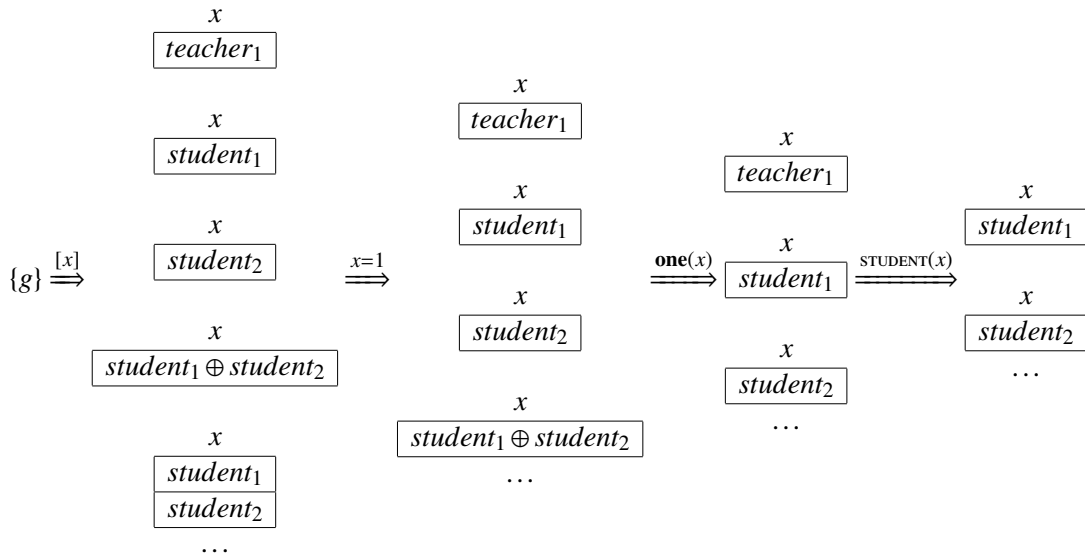 {g}
[x]
⟹
x
teacher₁
x
student₁
x
student₂
x
student₁ ⊕ student₂
x
student₁
student₂
…
x=1
⟹
x
teacher₁
x
student₁
x
student₂
x
student₁ ⊕ student₂
…
one(x)
⟹
x
teacher₁
x
student₁
x
student₂
…
STUDENT(x)
⟹
x
student₁
x
student₂
…